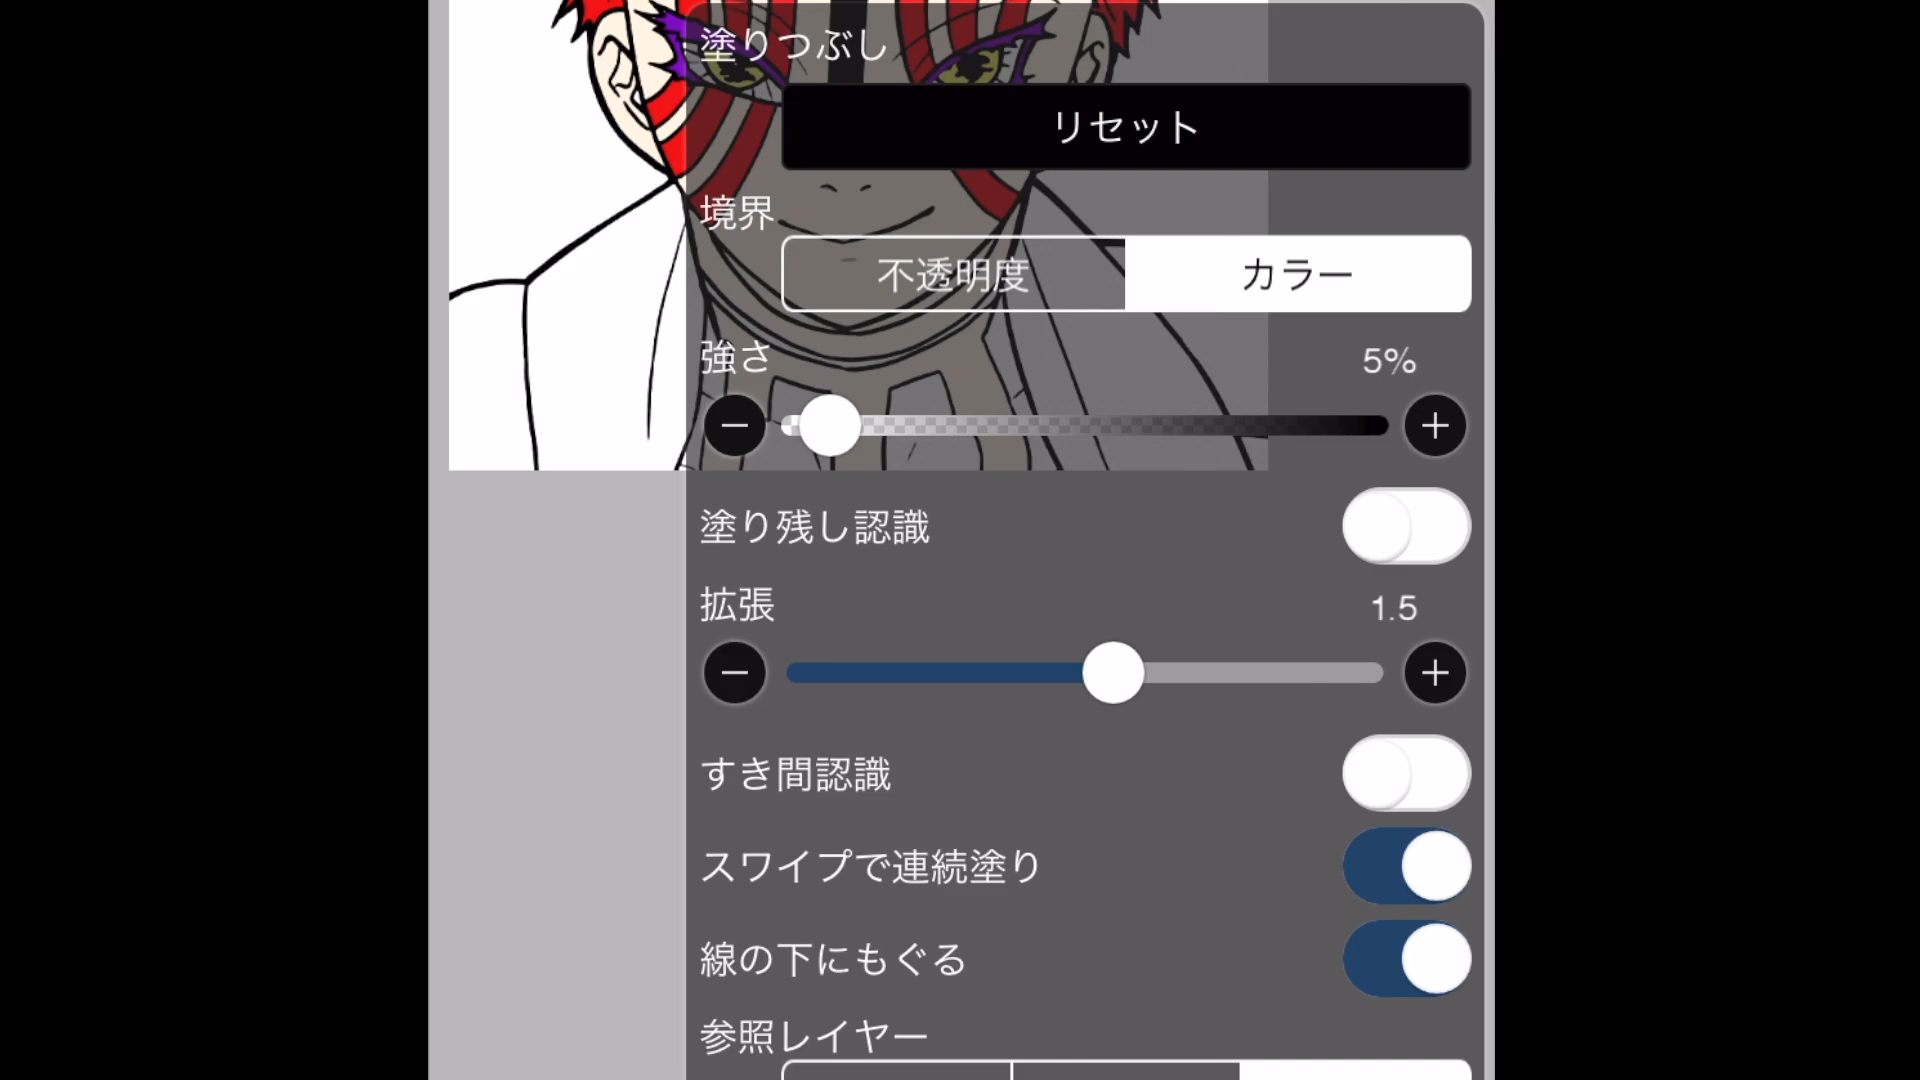 塗りつぶし
リセット
境界
不透明度
カラー
強さ
5%
塗り残し認識
拡張
1.5
すき間認識
スワイプで連続塗り
線の下にもぐる
参照レイヤー